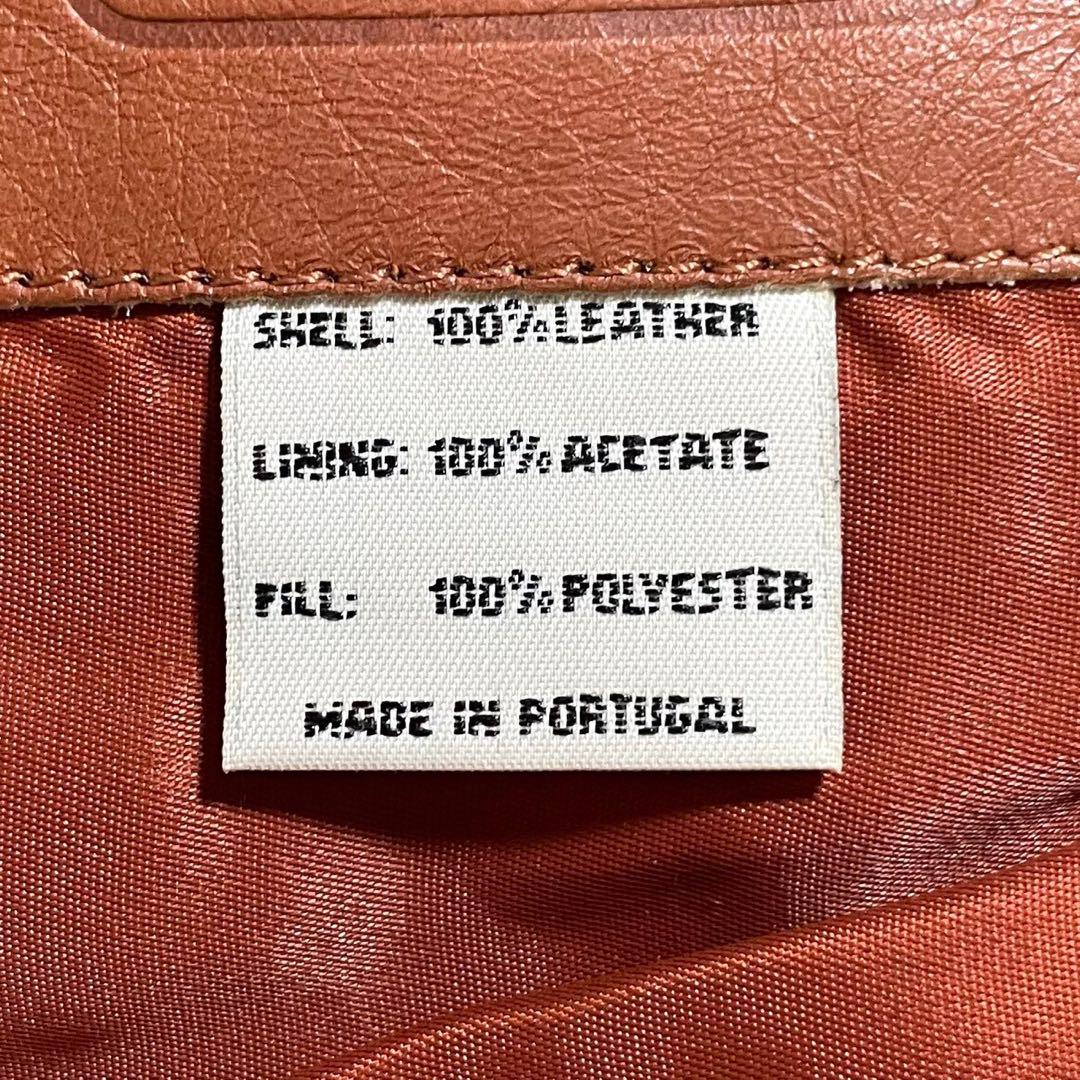 SHELL: 100% LEATHER
LINING: 100% ACETATE
FILL: 100% POLYESTER
MADE IN PORTUGAL